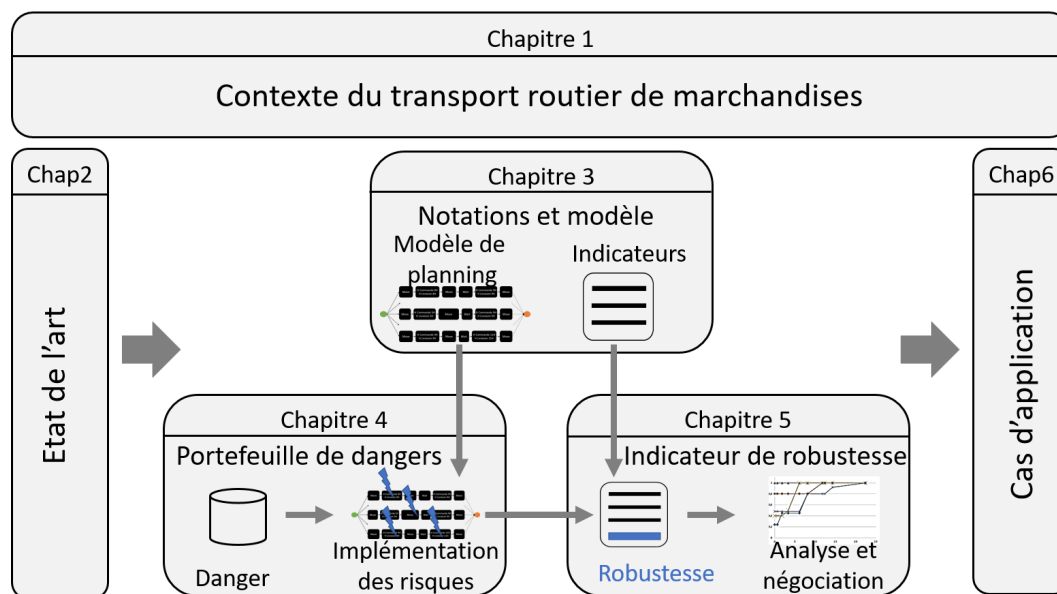 Chapitre 1
Contexte du transport routier de marchandises
Chap2
Etat de l'art
Chapitre 3
Notations et modèle
Modèle de
planning
Indicateurs
Chapitre 4
Portefeuille de dangers
Danger
Implémentation
des risques
Chapitre 5
Indicateur de robustesse
Robustesse
Analyse et
négociation
Chap6
Cas d'application